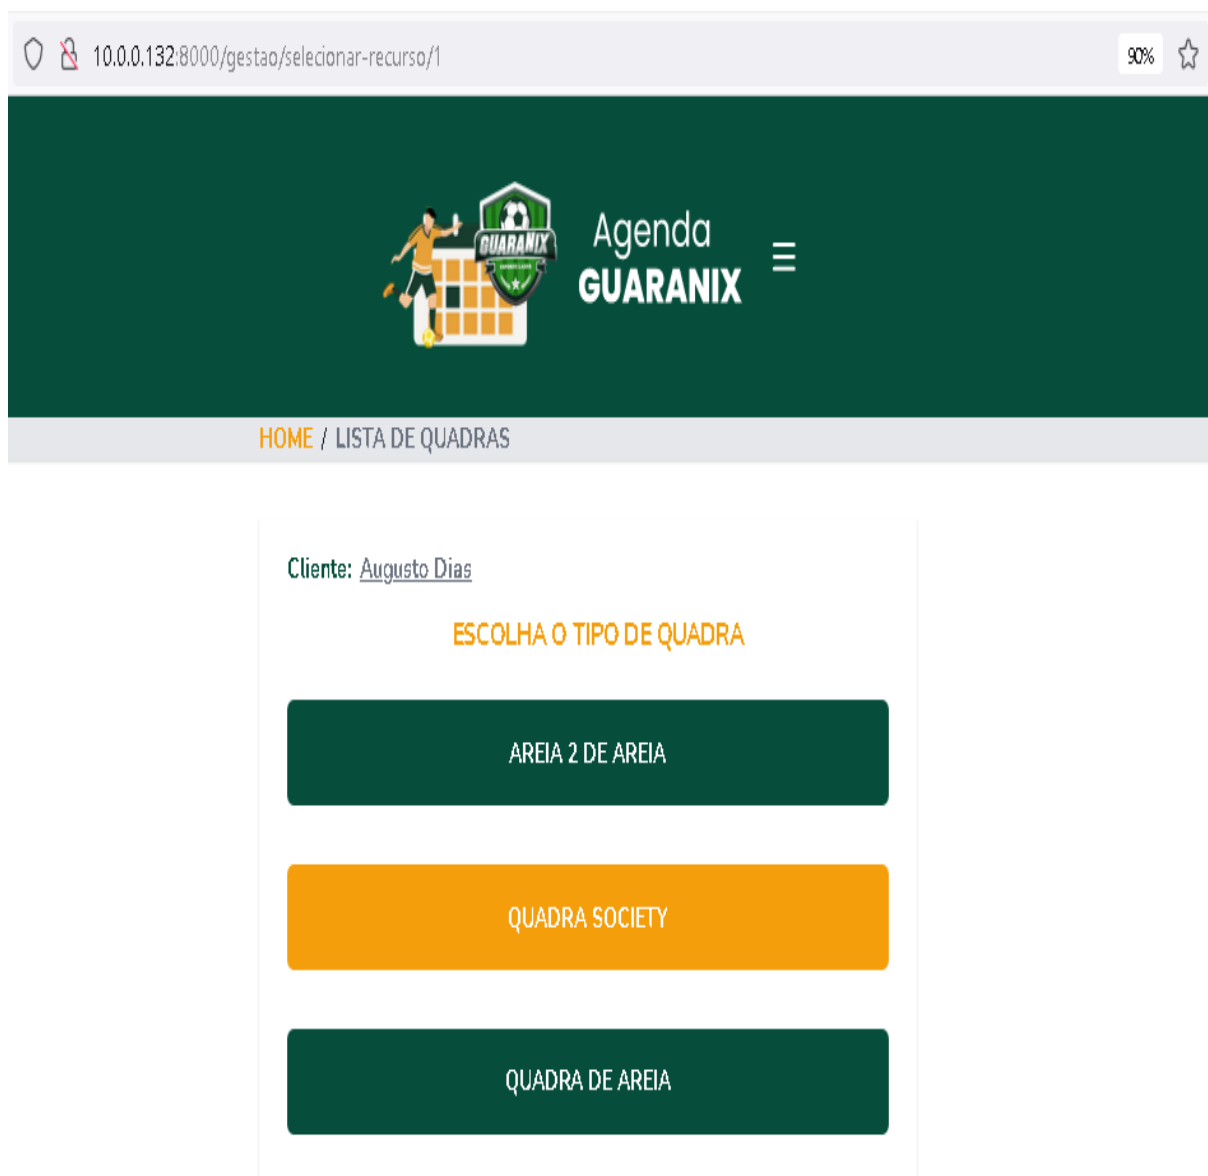 10.0.0.132:8000/gestao/selecionar-recurso/1
90%
GUARANIX
Agenda
GUARANIX
HOME / LISTA DE QUADRAS
Cliente: Augusto Dias
ESCOLHA O TIPO DE QUADRA
AREIA 2 DE AREIA
QUADRA SOCIETY
QUADRA DE AREIA